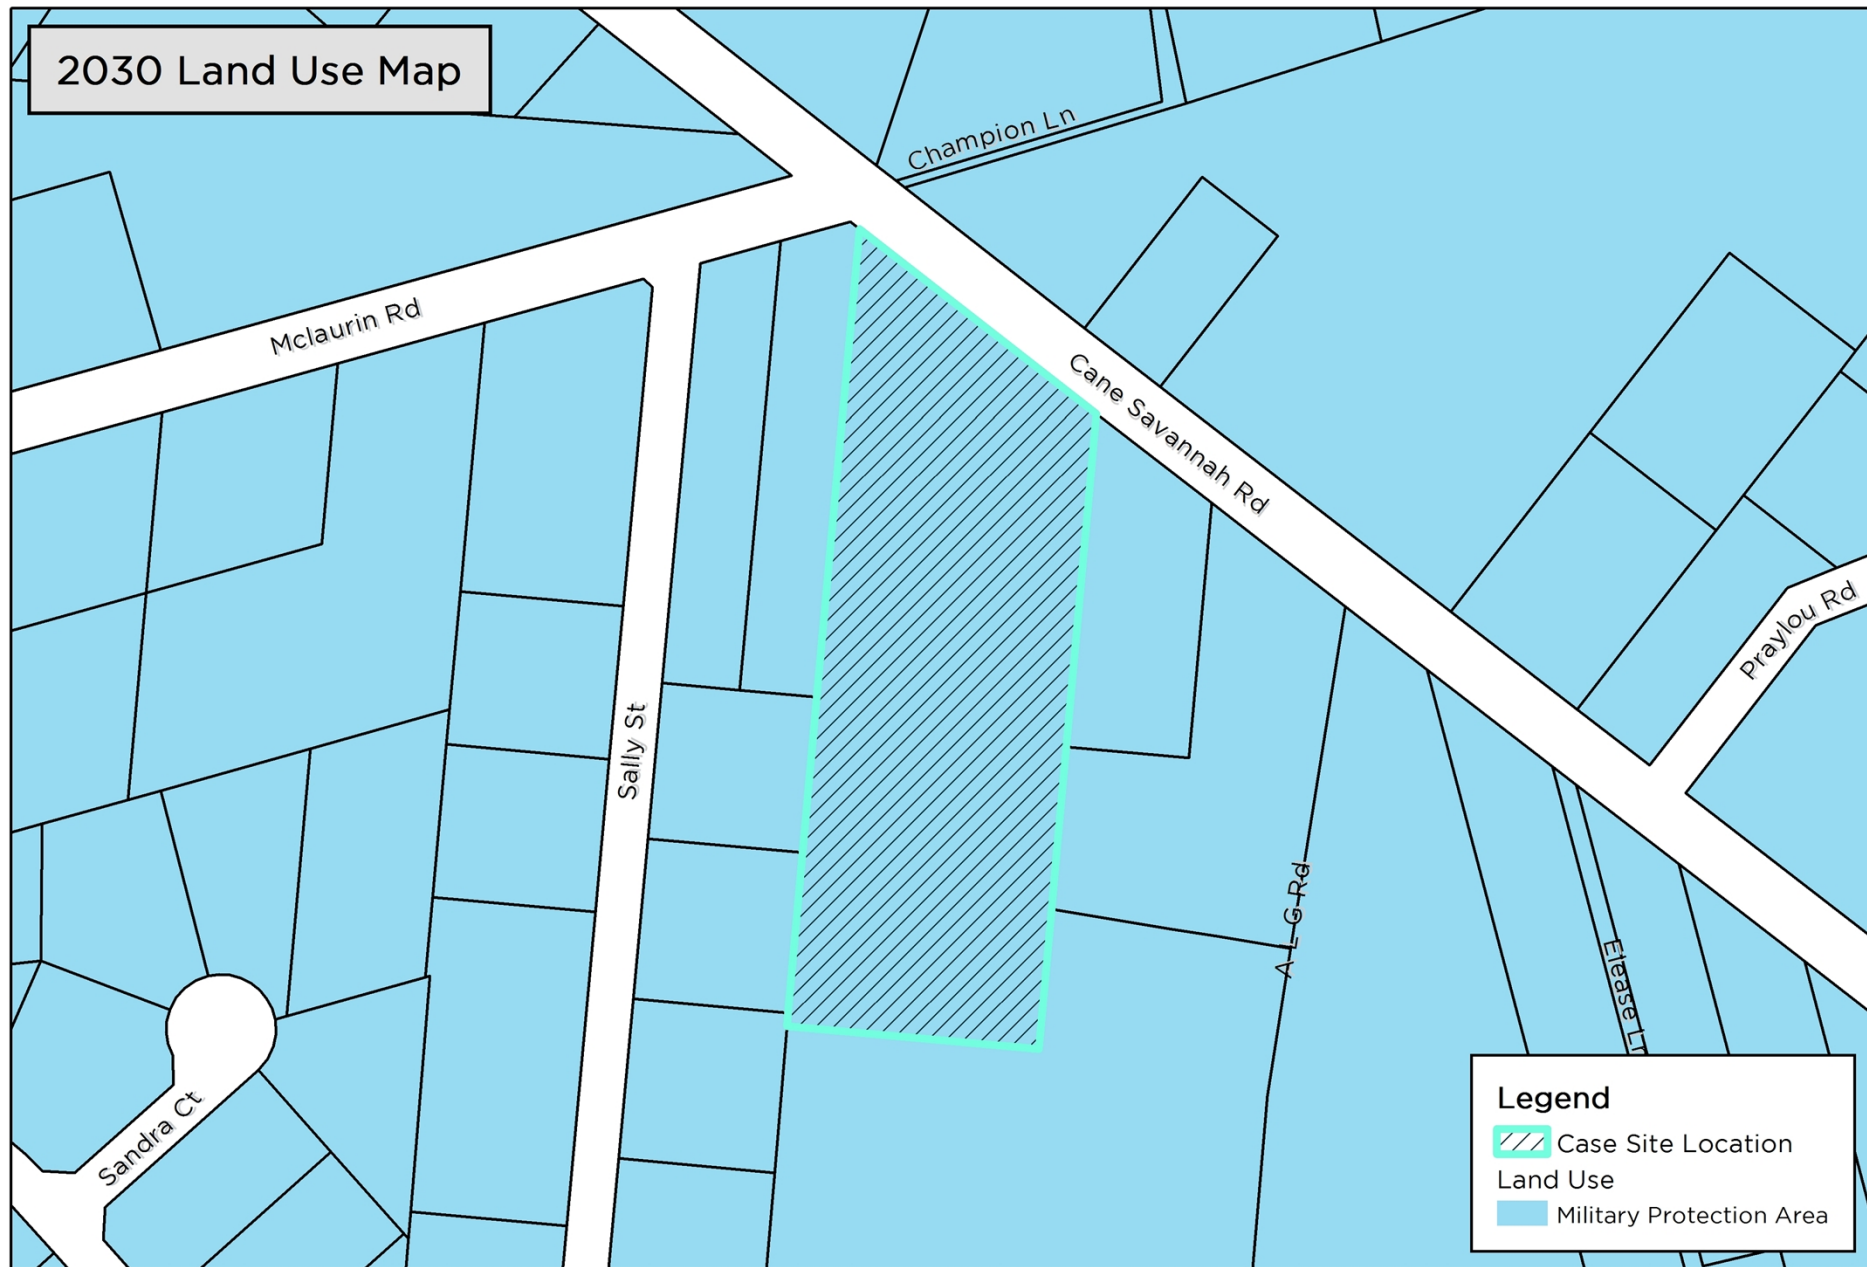 2030 Land Use Map
Champion Ln
Mclaurin Rd
Cane Savannah Rd
Praylou Rd
Sally St
A L G Rd
Elease Ln
Sandra Ct
Legend
Case Site Location
Land Use
Military Protection Area